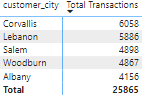 customer_city Total Transactions
Corvallis 6058
Lebanon 5886
Salem 4898
Woodburn 4867
Albany 4156
Total 25865